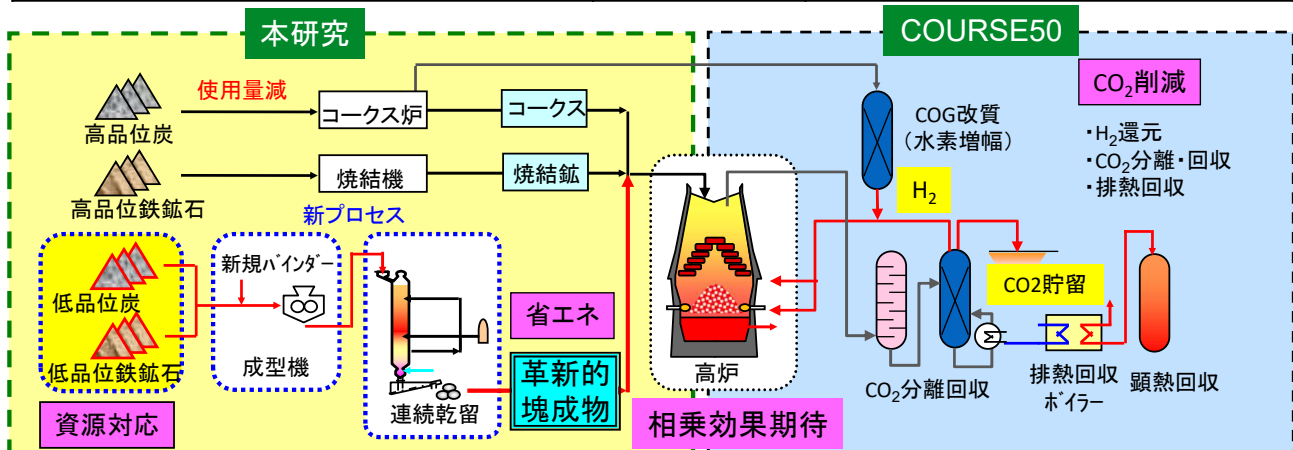 本研究
COURSE50
使用量減
高品位炭
コークス炉
コークス
COG改質
(水素増幅)
CO₂削減
・H₂還元
・CO₂分離・回収
・排熱回収
高品位鉄鉱石
焼結機
焼結鉱
H₂
新プロセス
低品位炭
新規ﾊﾞｲﾝﾀﾞｰ
低品位鉄鉱石
成型機
連続乾留
省エネ
革新的
塊成物
高炉
CO2貯留
CO₂分離回収
排熱回収
ﾎﾞｲﾗｰ
顕熱回収
資源対応
相乗効果期待